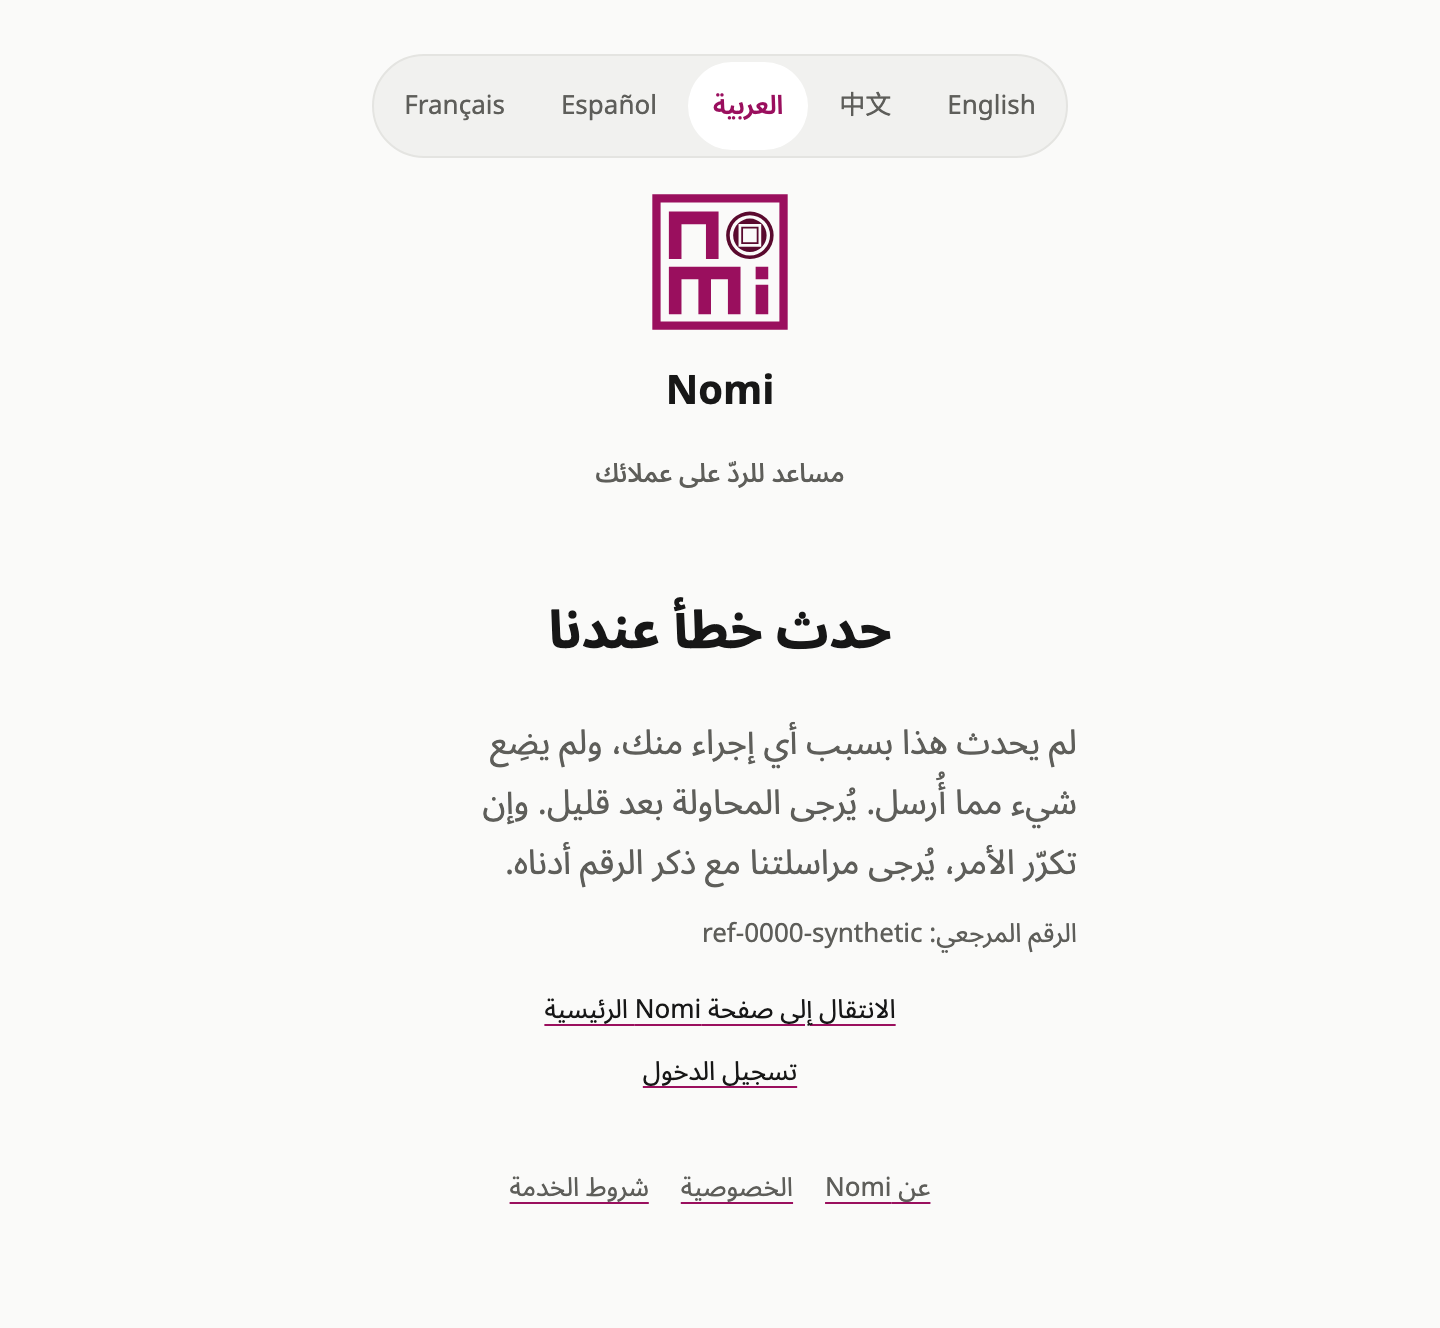 English 中文 العربية Español Français
nomi
Nomi
مساعد للردّ على عملائك
حدث خطأ عندنا
لم يحدث هذا بسبب أي إجراء منك، ولم يضِع
شيء مما أُرسل. يُرجى المحاولة بعد قليل. وإن
تكرّر الأمر، يُرجى مراسلتنا مع ذكر الرقم أدناه.
الرقم المرجعي: ref-0000-synthetic
الانتقال إلى صفحة Nomi الرئيسية
تسجيل الدخول
عن Nomi الخصوصية شروط الخدمة